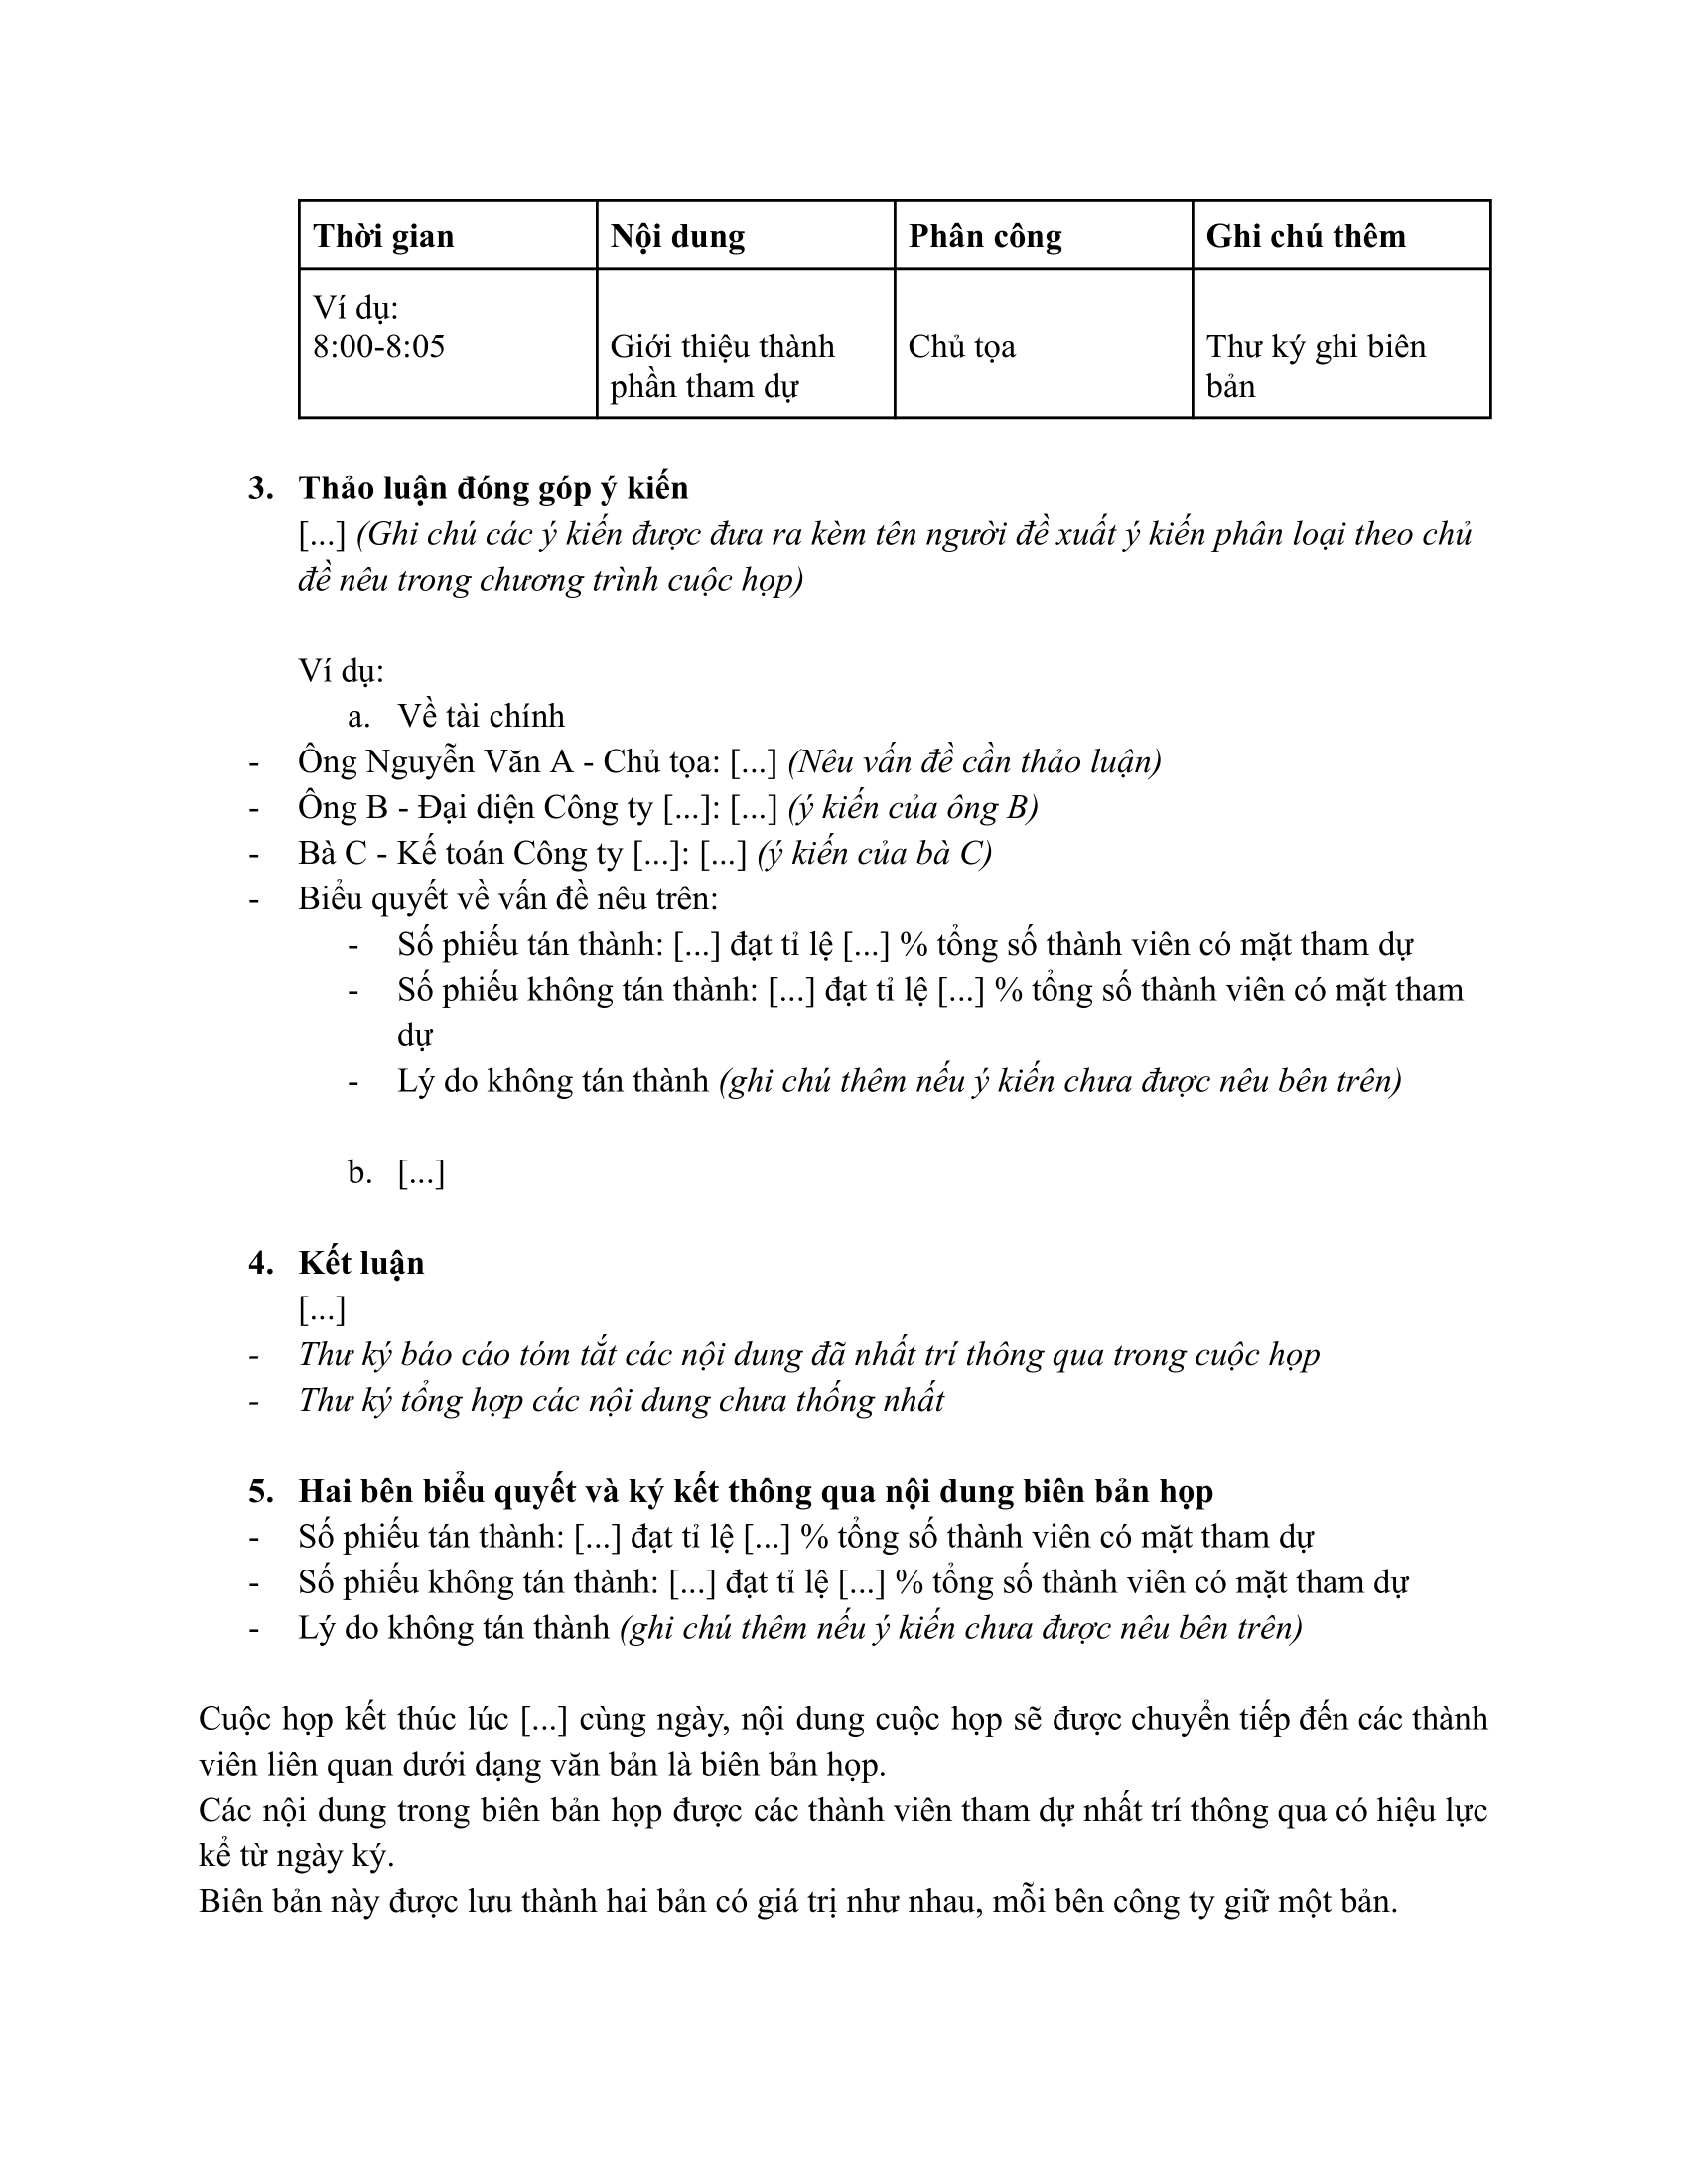 Thời gian Nội dung Phân công Ghi chú thêm
Ví dụ:
8:00-8:05 Giới thiệu thành Chủ tọa Thư ký ghi biên
phần tham dự bản
3. Thảo luận đóng góp ý kiến
[...] (Ghi chú các ý kiến được đưa ra kèm tên người đề xuất ý kiến phân loại theo chủ
đề nêu trong chương trình cuộc họp)
Ví dụ:
a. Về tài chính
- Ông Nguyễn Văn A - Chủ tọa: [...] (Nêu vấn đề cần thảo luận)
- Ông B - Đại diện Công ty [...]: [...] (ý kiến của ông B)
- Bà C - Kế toán Công ty [...]: [...] (ý kiến của bà C)
- Biểu quyết về vấn đề nêu trên:
- Số phiếu tán thành: [...] đạt tỉ lệ [...] % tổng số thành viên có mặt tham dự
- Số phiếu không tán thành: [...] đạt tỉ lệ [...] % tổng số thành viên có mặt tham
dự
- Lý do không tán thành (ghi chú thêm nếu ý kiến chưa được nêu bên trên)
b. [...]
4. Kết luận
[...]
- Thư ký báo cáo tóm tắt các nội dung đã nhất trí thông qua trong cuộc họp
- Thư ký tổng hợp các nội dung chưa thống nhất
5. Hai bên biểu quyết và ký kết thông qua nội dung biên bản họp
- Số phiếu tán thành: [...] đạt tỉ lệ [...] % tổng số thành viên có mặt tham dự
- Số phiếu không tán thành: [...] đạt tỉ lệ [...] % tổng số thành viên có mặt tham dự
- Lý do không tán thành (ghi chú thêm nếu ý kiến chưa được nêu bên trên)
Cuộc họp kết thúc lúc [...] cùng ngày, nội dung cuộc họp sẽ được chuyển tiếp đến các thành
viên liên quan dưới dạng văn bản là biên bản họp.
Các nội dung trong biên bản họp được các thành viên tham dự nhất trí thông qua có hiệu lực
kể từ ngày ký.
Biên bản này được lưu thành hai bản có giá trị như nhau, mỗi bên công ty giữ một bản.